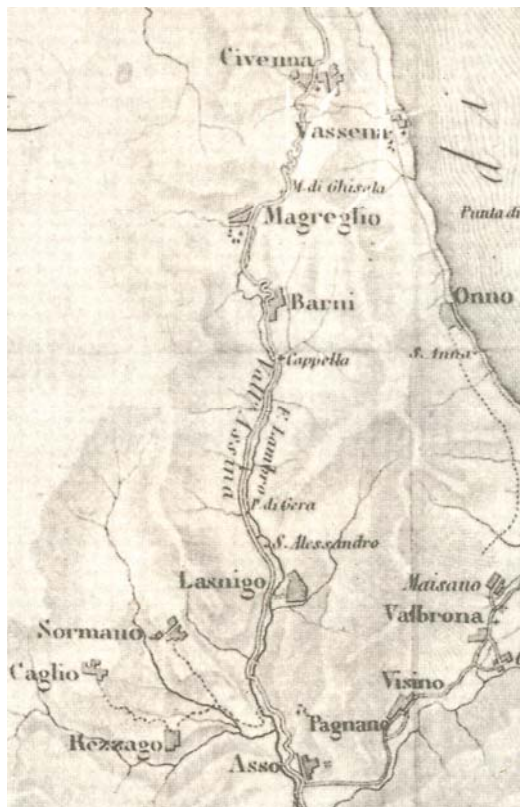 Civenna
Vassena
d
M. di Ghisola
Magreglio
Punta di
Barni
Onno
Cappella
S. Anna
Vall'Assina
F. Lambro
P. di Gera
S. Alessandro
Lasnigo
Maisano
Valbrona
Sormano
Caglio
Visino
Pagnano
Rezzago
Asso